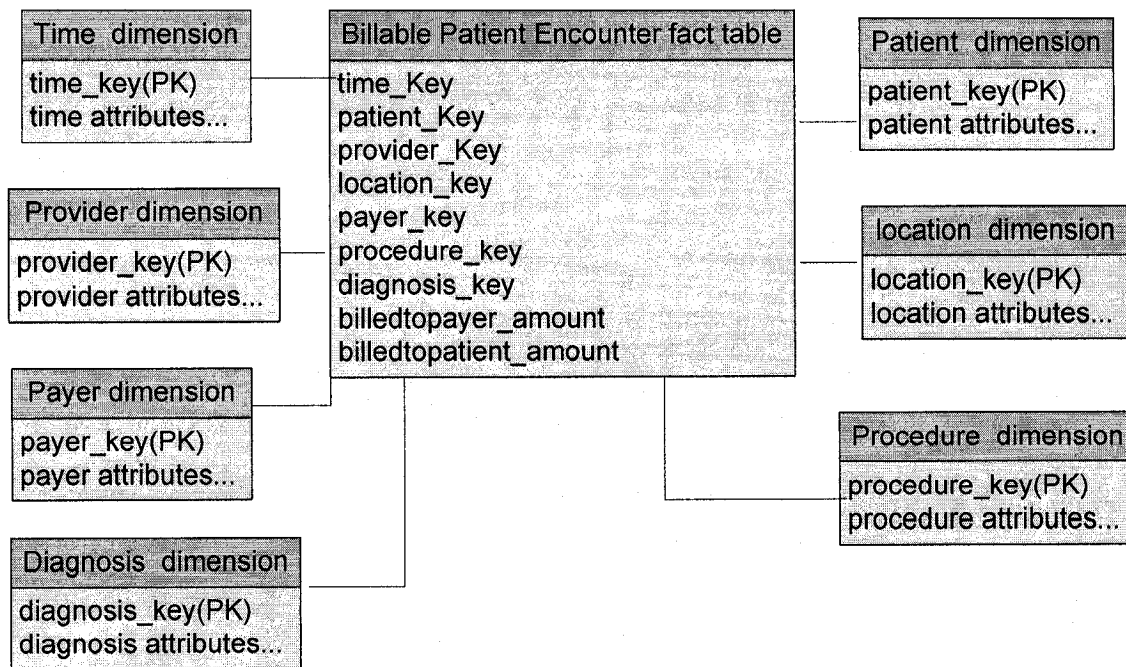 Time dimension
time_key(PK)
time attributes...
Provider dimension
provider_key(PK)
provider attributes...
Payer dimension
payer_key(PK)
payer attributes...
Diagnosis dimension
diagnosis_key(PK)
diagnosis attributes...
Billable Patient Encounter fact table
time_Key
patient_Key
provider_Key
location_key
payer_key
procedure_key
diagnosis_key
billedtopayer_amount
billedtopatient_amount
Patient dimension
patient_key(PK)
patient attributes...
location dimension
location_key(PK)
location attributes...
Procedure dimension
procedure_key(PK)
procedure attributes...